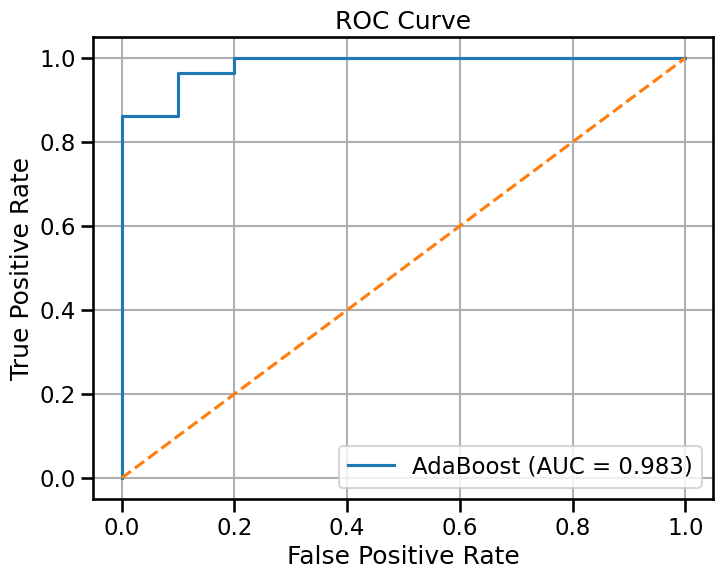 ROC Curve
True Positive Rate
1.0
0.8
0.6
0.4
0.2
0.0
AdaBoost (AUC = 0.983)
0.0 0.2 0.4 0.6 0.8 1.0
False Positive Rate